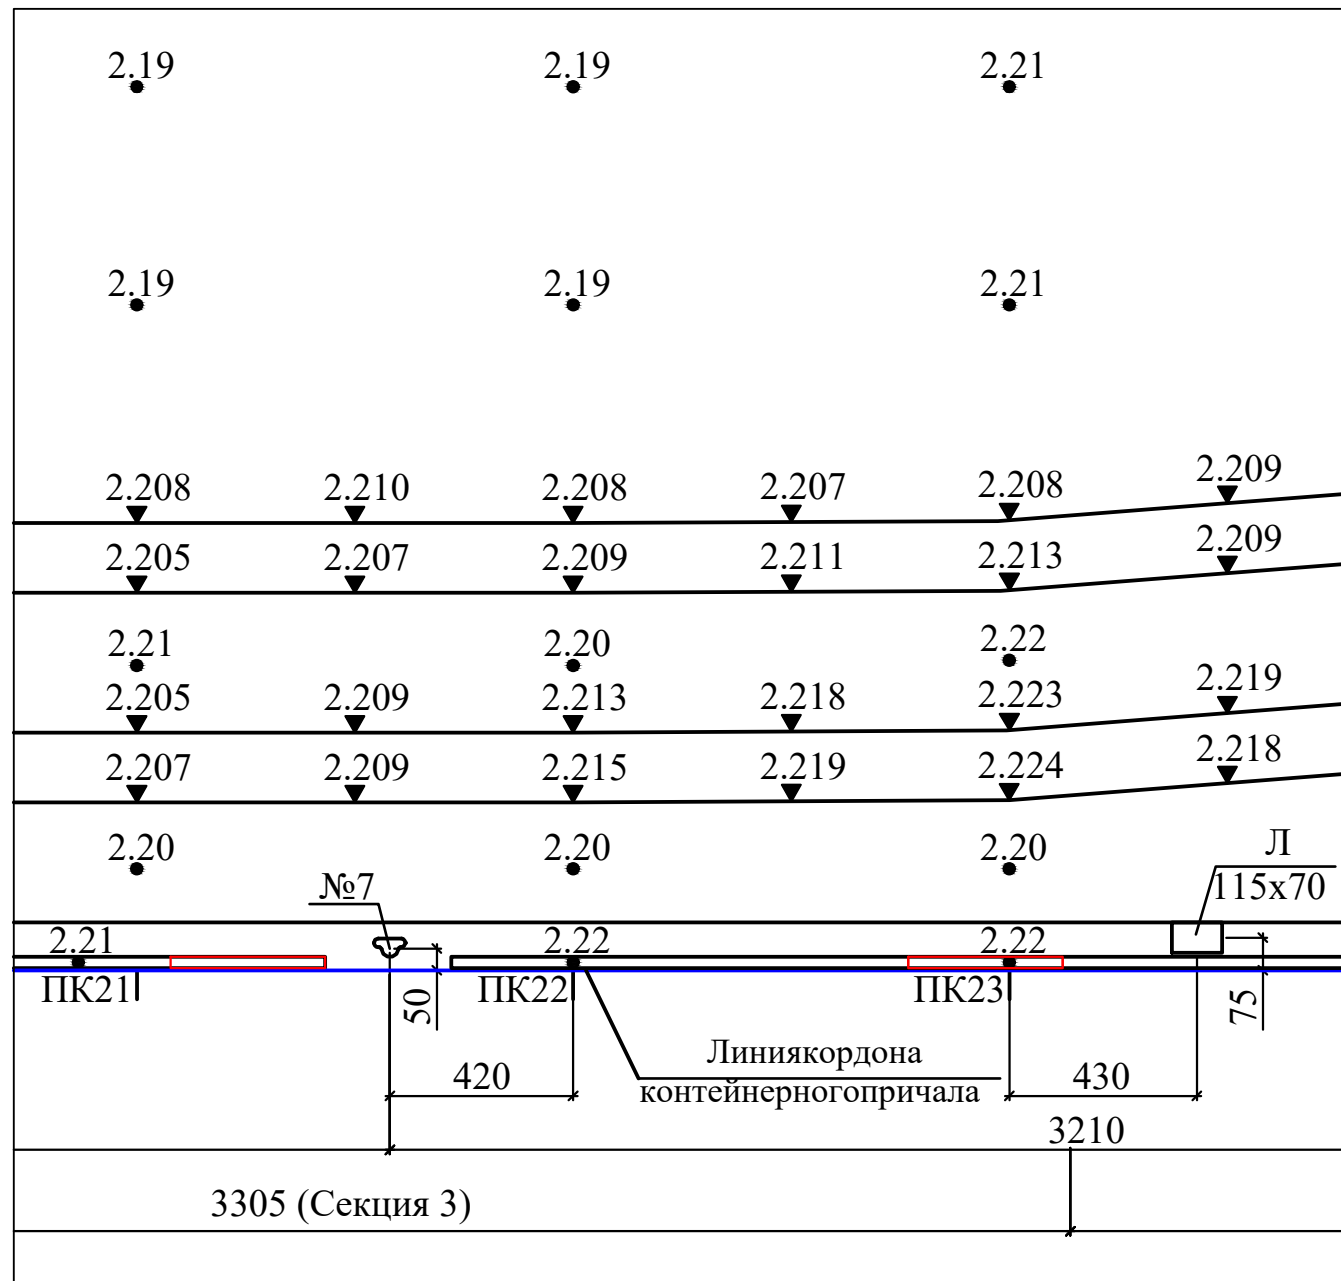 2.19 2.19 2.21
2.19 2.19 2.21
2.208 2.210 2.208 2.207 2.208 2.209
2.205 2.207 2.209 2.211 2.213 2.209
2.21 2.20 2.22
2.205 2.209 2.213 2.218 2.223 2.219
2.207 2.209 2.215 2.219 2.224 2.218
2.20 2.20 2.20 Л
№7 115x70
2.21 2.22 2.22
ПК21 ПК22 ПК23
50 75
Линиякордона
контейнерногопричала
420 430
3210
3305 (Секция 3)